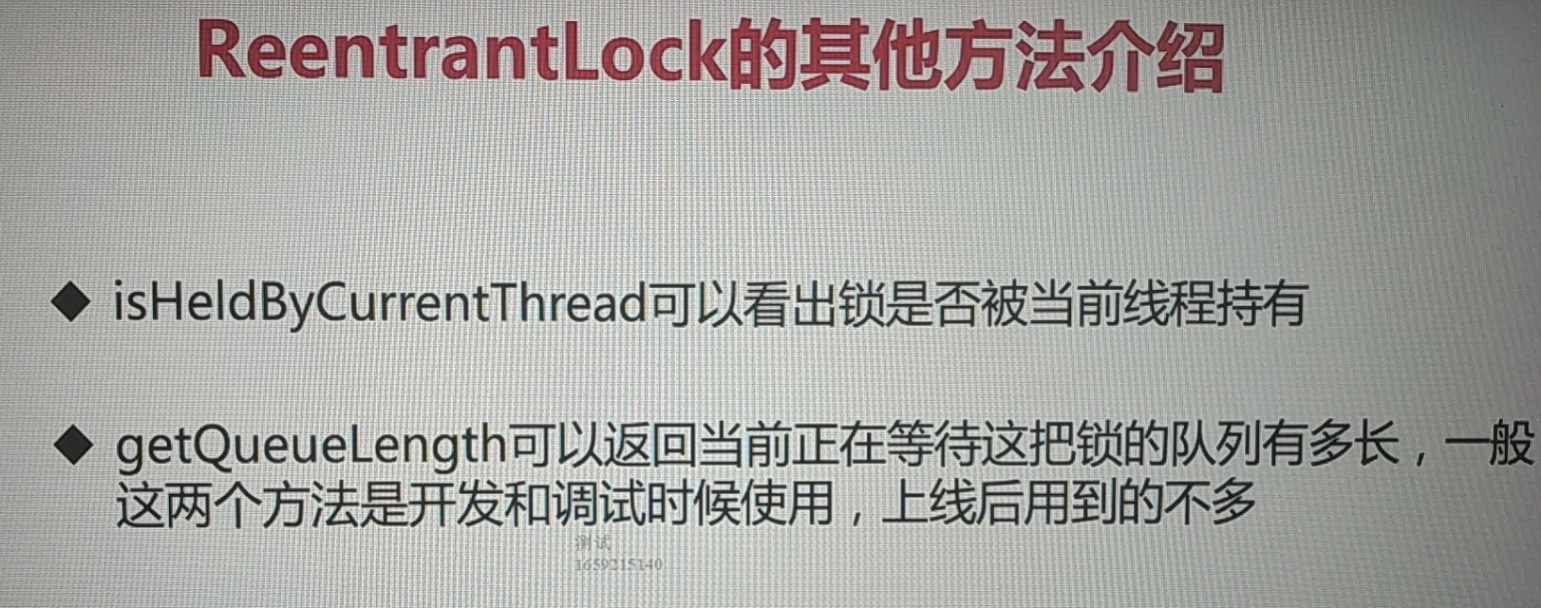 ReentrantLock的其他方法介绍
◆ isHeldByCurrentThread可以看出锁是否被当前线程持有
◆ getQueueLength可以返回当前正在等待这把锁的队列有多长，一般
这两个方法是开发和调试时候使用，上线后用到的不多
测试
1659215140